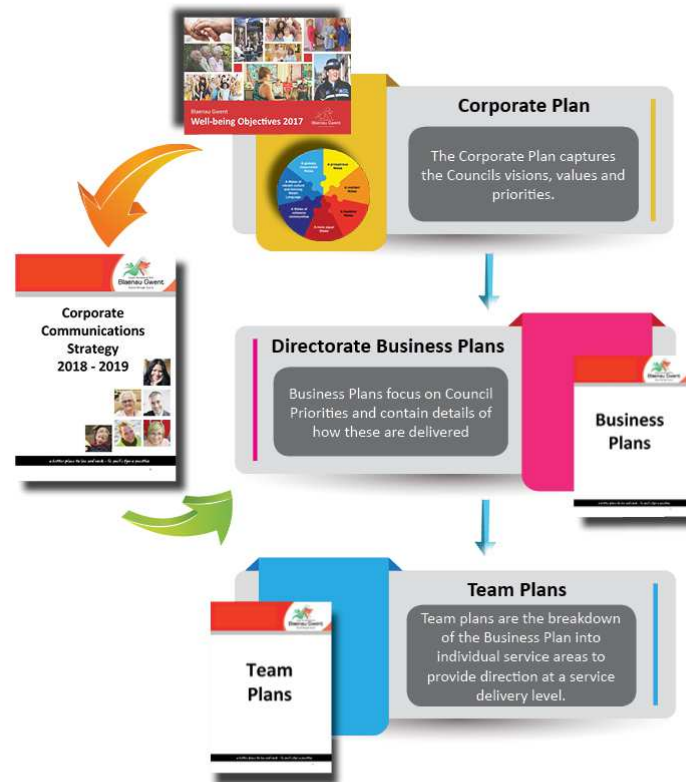 Blaenau Gwent
Well-being Objectives 2017
Corporate Plan
The Corporate Plan captures
the Councils visions, values and
priorities.
Blaenau Gwent
Corporate
Communications
Strategy
2018 - 2019
Directorate Business Plans
Business Plans focus on Council
Priorities and contain details of
how these are delivered
Business
Plans
Team Plans
Team plans are the breakdown
of the Business Plan into
individual service areas to
provide direction at a service
delivery level.
Blaenau Gwent
Team
Plans